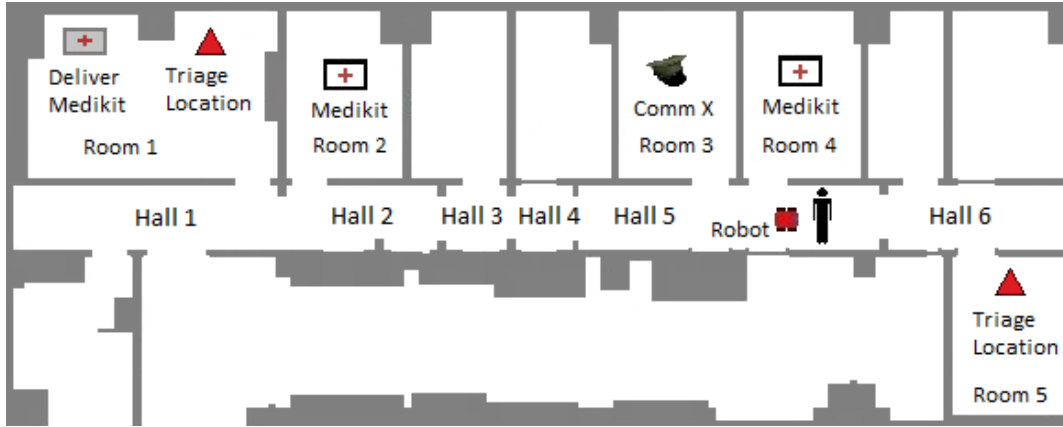 Deliver
Medikit
Triage
Location
Room 1
Medikit
Room 2
Comm X
Room 3
Medikit
Room 4
Hall 1
Hall 2
Hall 3
Hall 4
Hall 5
Robot
Hall 6
Triage
Location
Room 5